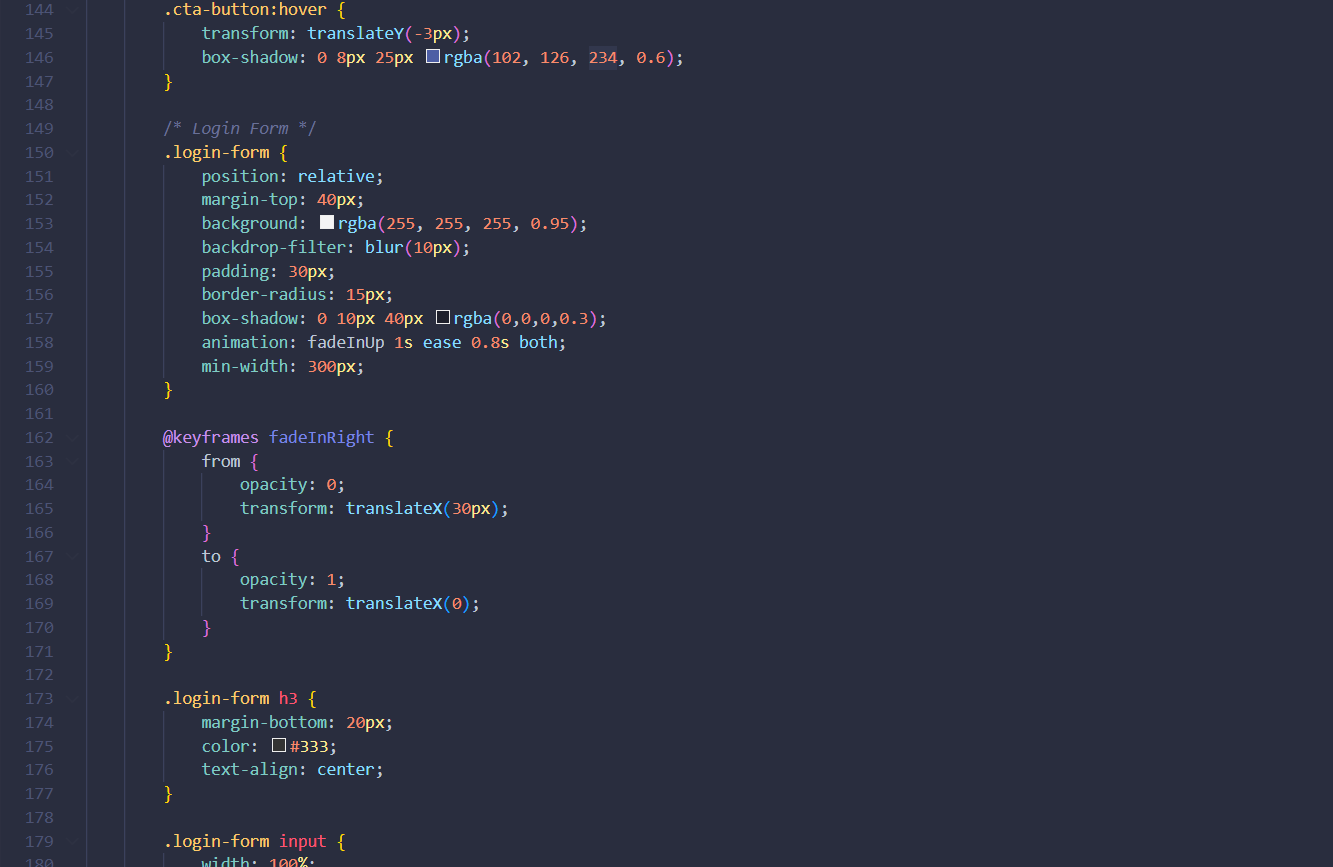 144 .cta-button:hover {
145 transform: translateY(-3px);
146 box-shadow: 0 8px 25px rgba(102, 126, 234, 0.6);
147 }
148
149 /* Login Form */
150 .login-form {
151 position: relative;
152 margin-top: 40px;
153 background: rgba(255, 255, 255, 0.95);
154 backdrop-filter: blur(10px);
155 padding: 30px;
156 border-radius: 15px;
157 box-shadow: 0 10px 40px rgba(0,0,0,0.3);
158 animation: fadeInUp 1s ease 0.8s both;
159 min-width: 300px;
160 }
161
162 @keyframes fadeInRight {
163 from {
164 opacity: 0;
165 transform: translateX(30px);
166 }
167 to {
168 opacity: 1;
169 transform: translateX(0);
170 }
171 }
172
173 .login-form h3 {
174 margin-bottom: 20px;
175 color: #333;
176 text-align: center;
177 }
178
179 .login-form input {
180 width: 100%;